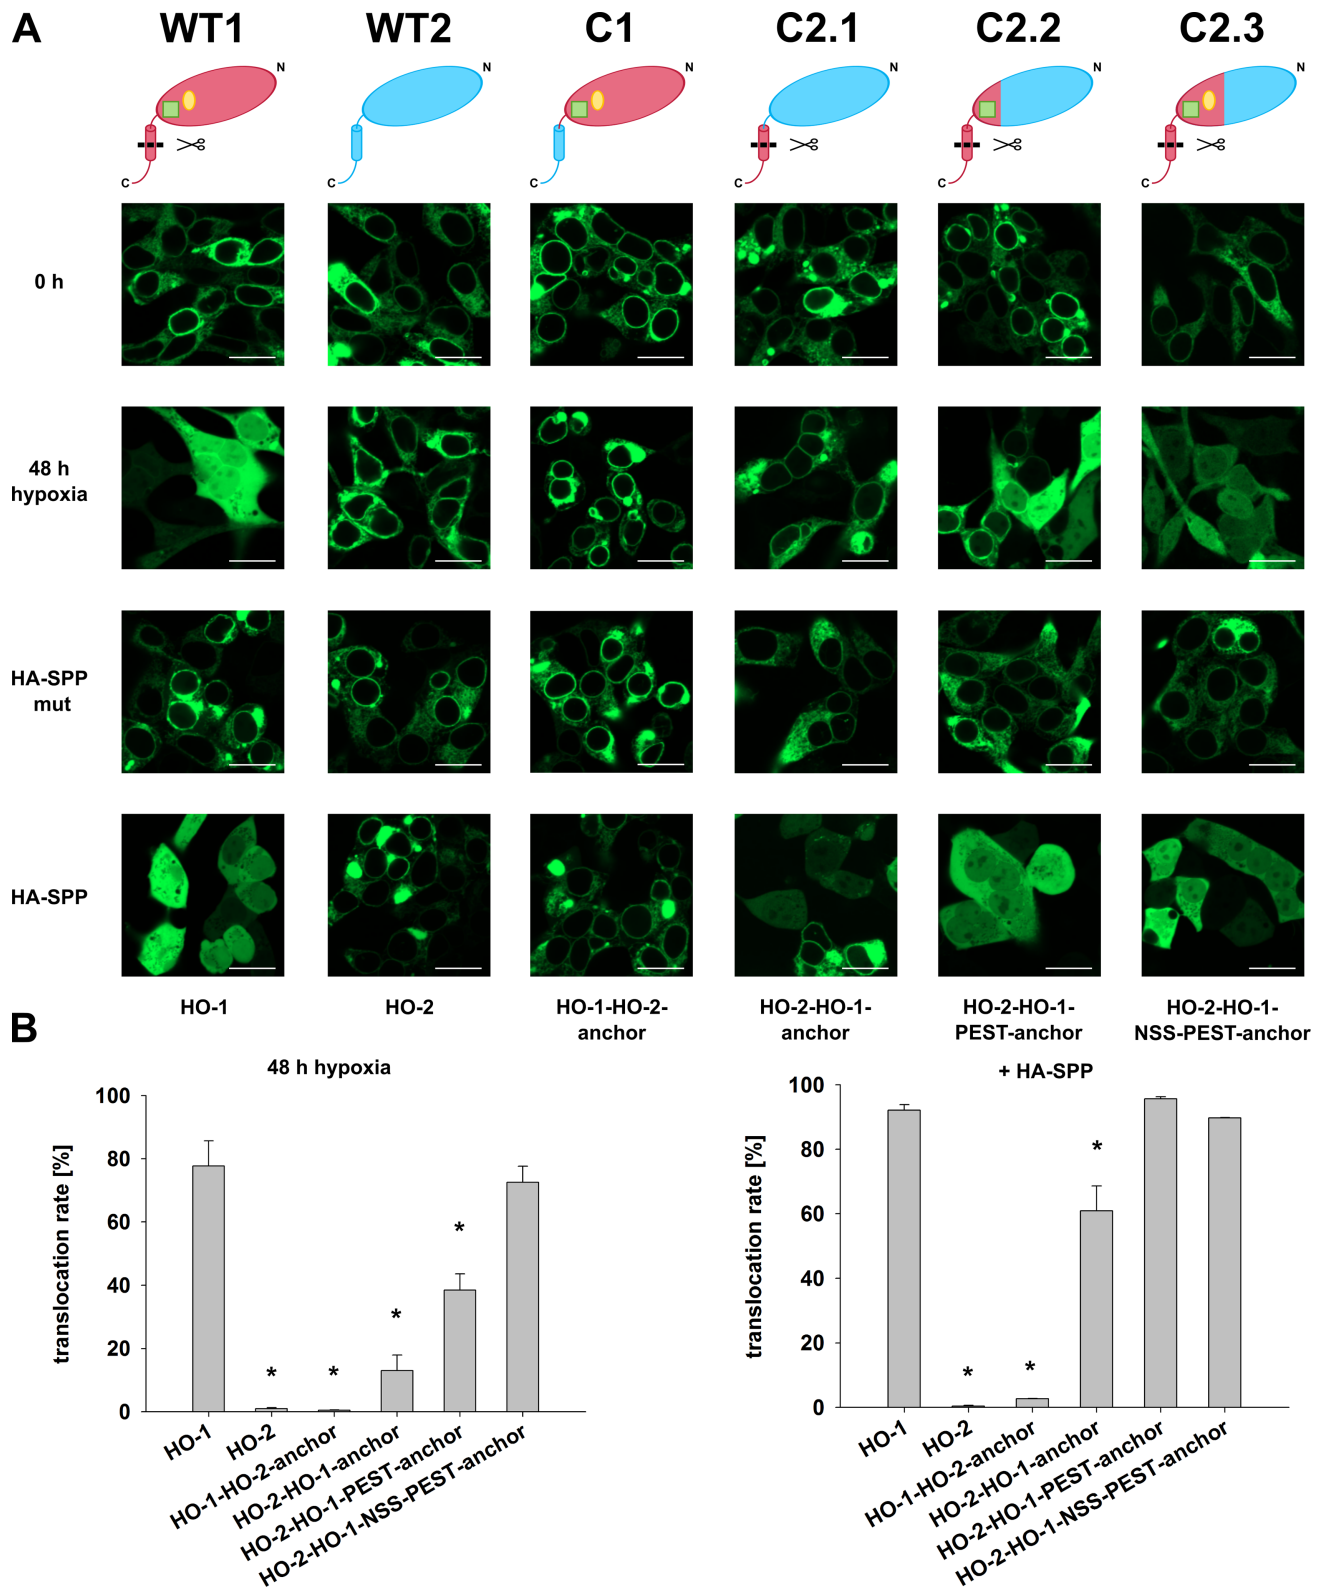 A
WT1 WT2 C1 C2.1 C2.2 C2.3
N N N N N N
C C C C C C
0 h
48 h
hypoxia
HA-SPP
mut
HA-SPP
HO-1 HO-2 HO-1-HO-2-
anchor HO-2-HO-1-
anchor HO-2-HO-1-
PEST-anchor HO-2-HO-1-
NSS-PEST-anchor
B
48 h hypoxia
translocation rate [%]
100
80
60
40
20
0
* * * *
HO-1
HO-2
HO-1-HO-2-anchor
HO-2-HO-1-anchor
HO-2-HO-1-PEST-anchor
HO-2-HO-1-NSS-PEST-anchor
+ HA-SPP
translocation rate [%]
100
80
60
40
20
0
* * *
HO-1
HO-2
HO-1-HO-2-anchor
HO-2-HO-1-anchor
HO-2-HO-1-PEST-anchor
HO-2-HO-1-NSS-PEST-anchor